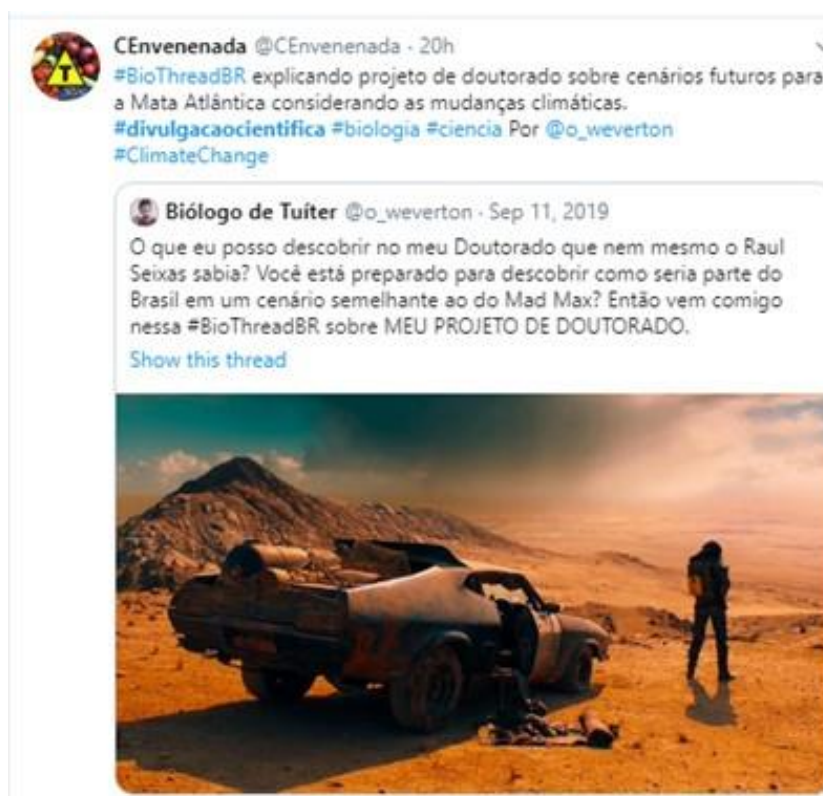 CEnvenenada @CEnvenenada · 20h
#BioThreadBR explicando projeto de doutorado sobre cenários futuros para
a Mata Atlântica considerando as mudanças climáticas.
#divulgacaocientifica #biologia #ciencia Por @o_weverton
#ClimateChange
Biólogo de Tuíter @o_weverton · Sep 11, 2019
O que eu posso descobrir no meu Doutorado que nem mesmo o Raul
Seixas sabia? Você está preparado para descobrir como seria parte do
Brasil em um cenário semelhante ao do Mad Max? Então vem comigo
nessa #BioThreadBR sobre MEU PROJETO DE DOUTORADO.
Show this thread